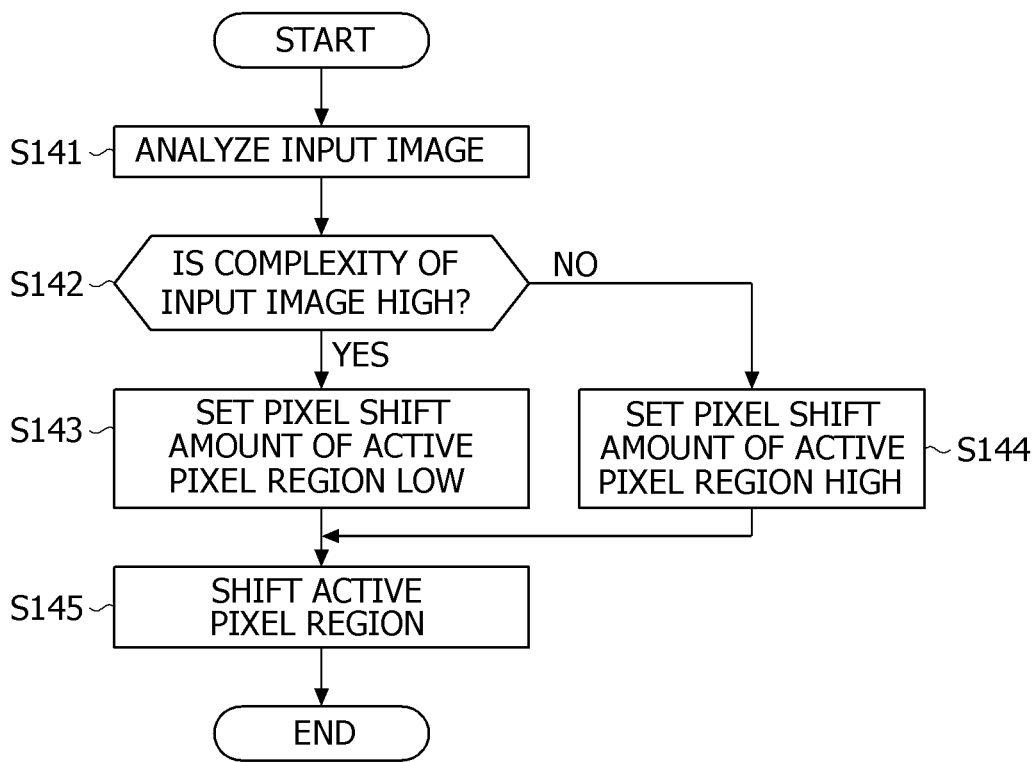 START
S141
ANALYZE INPUT IMAGE
S142
IS COMPLEXITY OF
INPUT IMAGE HIGH?
NO
YES
S143
SET PIXEL SHIFT
AMOUNT OF ACTIVE
PIXEL REGION LOW
SET PIXEL SHIFT
AMOUNT OF ACTIVE
PIXEL REGION HIGH
S144
S145
SHIFT ACTIVE
PIXEL REGION
END